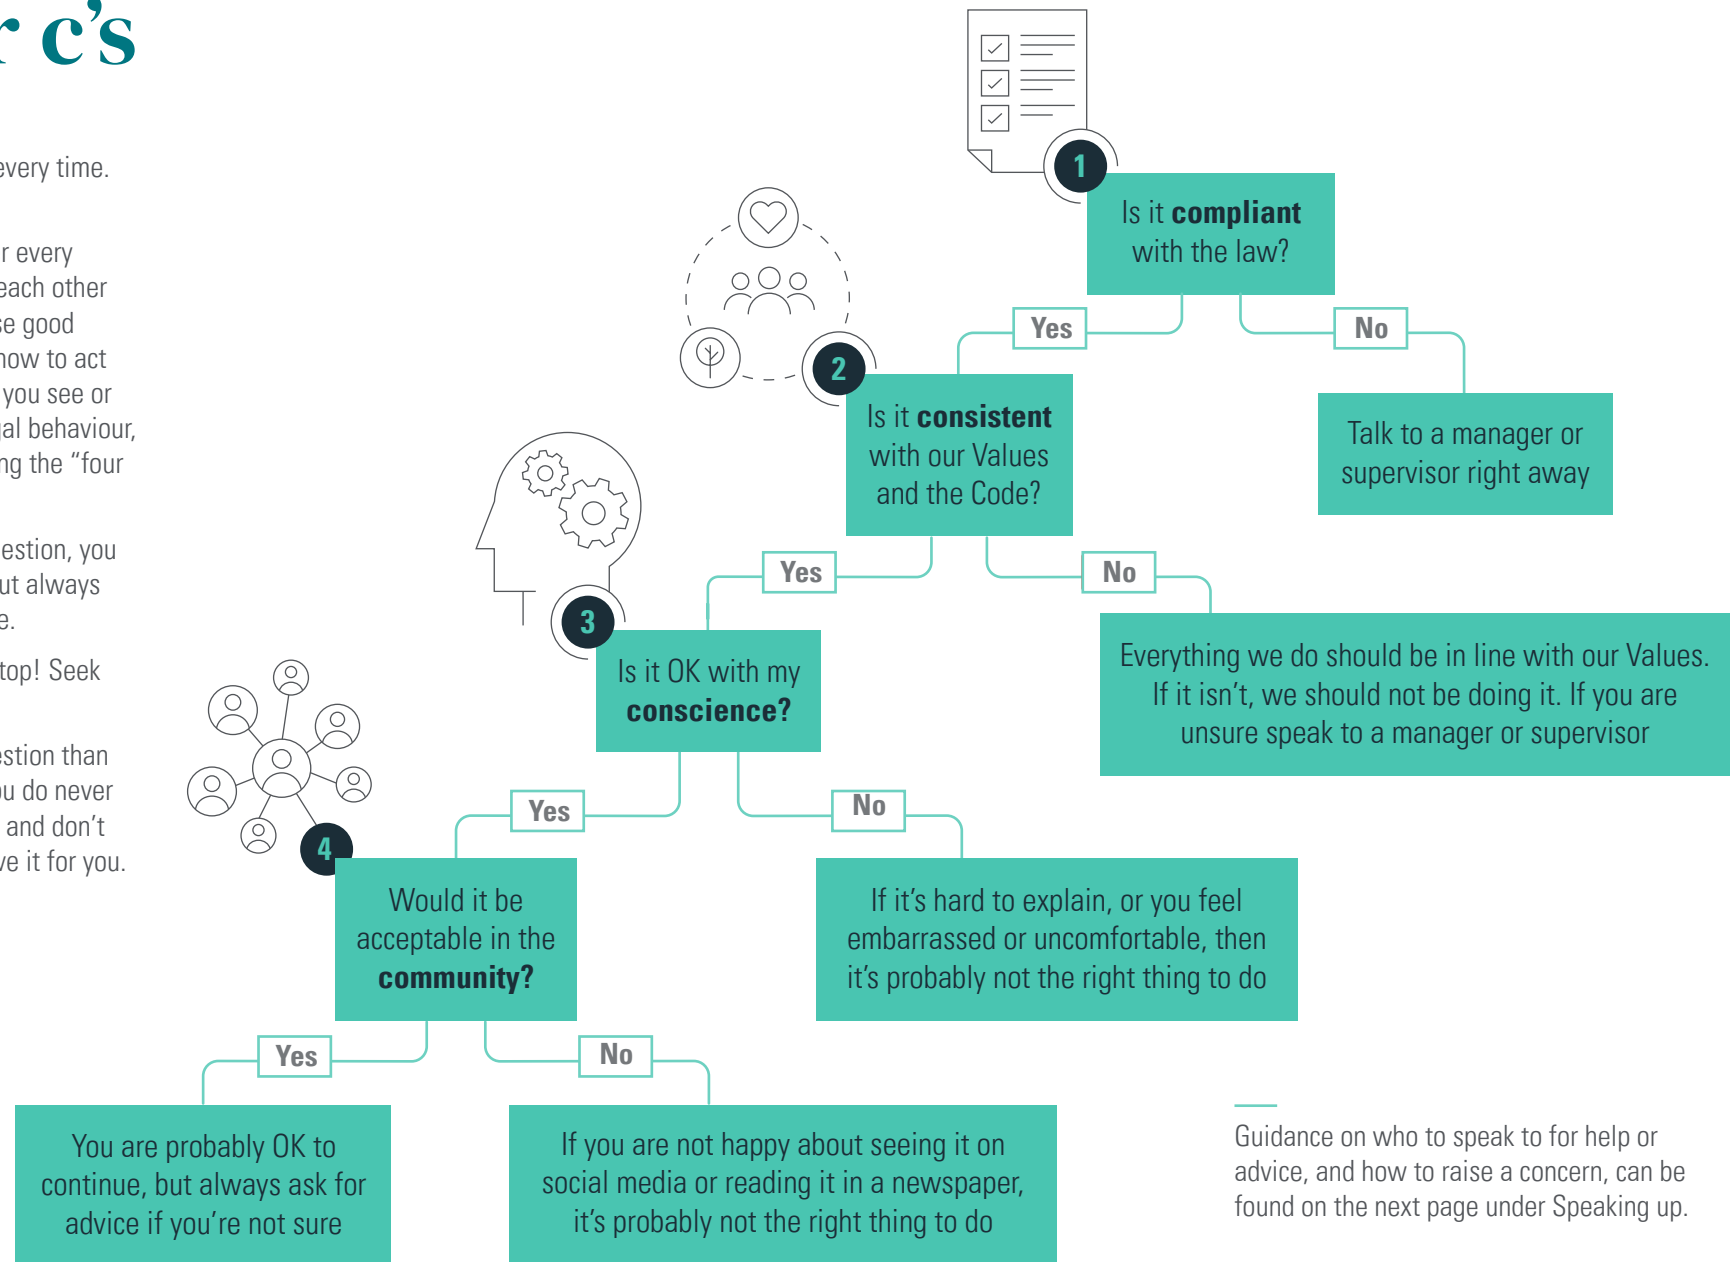 r c’s
every time.
r every
each other
se good
now to act
you see or
gal behaviour,
ng the “four
estion, you
ut always
e.
top! Seek
estion than
ou do never
and don’t
ve it for you.
1
Is it compliant
with the law?
Yes
No
Talk to a manager or
supervisor right away
2
Is it consistent
with our Values
and the Code?
Yes
No
Everything we do should be in line with our Values.
If it isn’t, we should not be doing it. If you are
unsure speak to a manager or supervisor
3
Is it OK with my
conscience?
Yes
No
If it’s hard to explain, or you feel
embarrassed or uncomfortable, then
it’s probably not the right thing to do
4
Would it be
acceptable in the
community?
Yes
No
You are probably OK to
continue, but always ask for
advice if you’re not sure
If you are not happy about seeing it on
social media or reading it in a newspaper,
it’s probably not the right thing to do
Guidance on who to speak to for help or
advice, and how to raise a concern, can be
found on the next page under Speaking up.